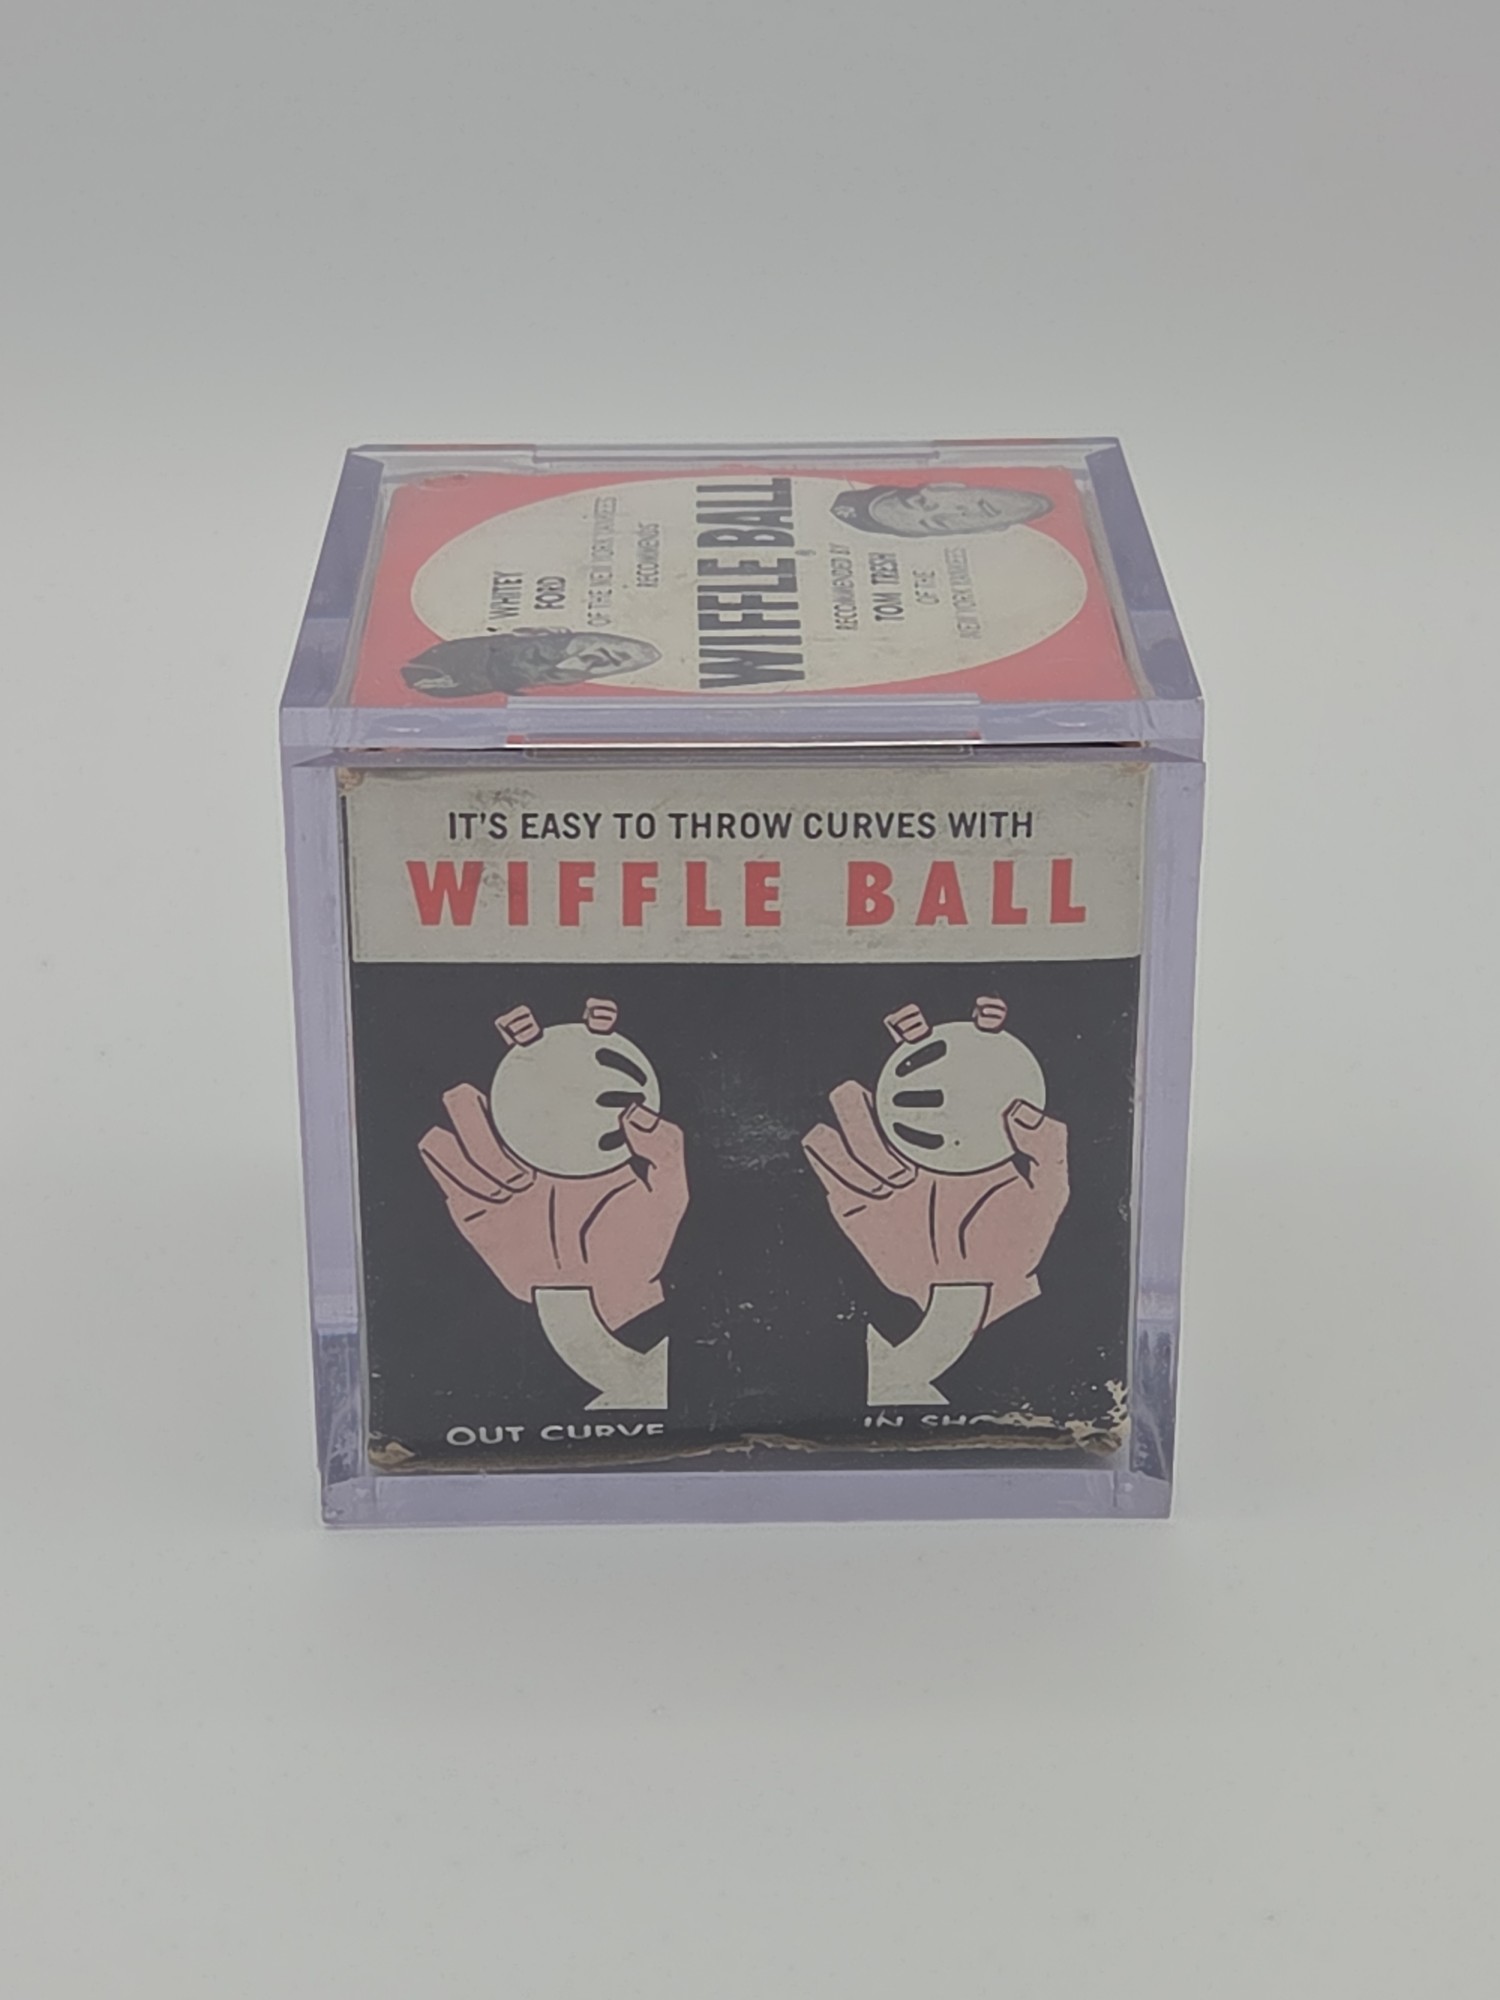 WHITEY
FORD
OF THE NEW YORK YANKEES
RECOMMENDS
WIFFLE BALL
®
RECOMMENDED BY
TOM TRESH
OF THE
NEW YORK YANKEES
IT'S EASY TO THROW CURVES WITH
WIFFLE BALL
OUT CURVE
IN